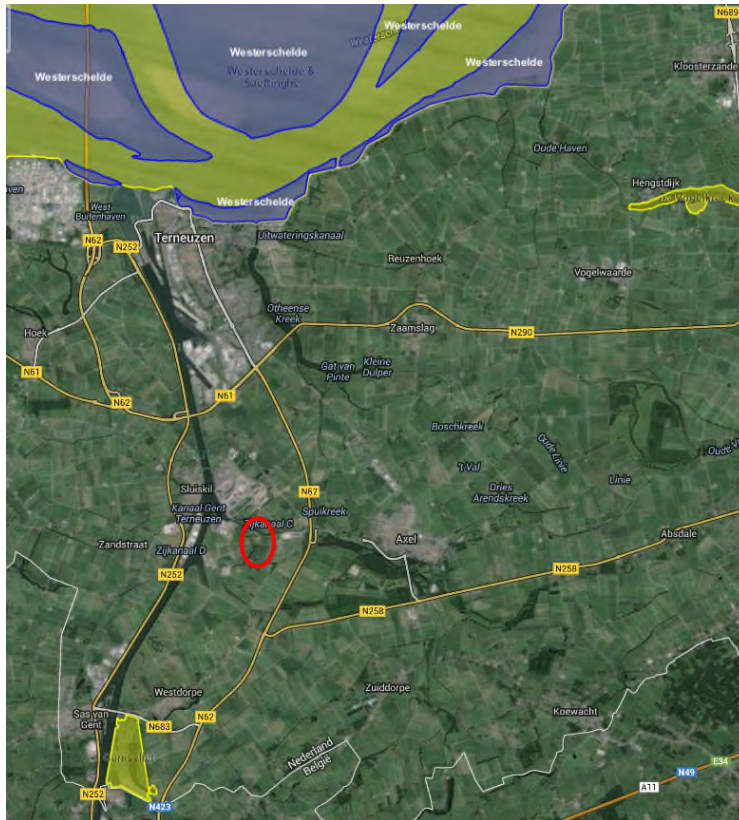 N689
Westerschelde
Westerschelde
Westerschelde
Westerschelde
Westerschelde &
Saeftinghe
Kloosterzande
Oude Haven
Hengstdijk
Westerschelde
West
Buitenhaven
Terneuzen
Uitwateringskanaal
N62
N252
Reuzenhoek
Vogelwaarde
Otheense
Kreek
Hoek
Zaamslag
N290
N61
Gat van
Pinte
Kleine
Dulper
N62
N61
Boschkreek
Oude Linie
't Val
Dries
Arendskreek
Linie
Sluiskil
N62
Kanaal Gent
Terneuzen
Spuikreek
Zijkanaal C
Axel
Absdale
Zandstraat
Zijkanaal D
N252
N258
N258
Westdorpe
Zuiddorpe
Sas van
Gent
N62
N683
Koewacht
Nederland
België
E34
N49
A11
N252
N423